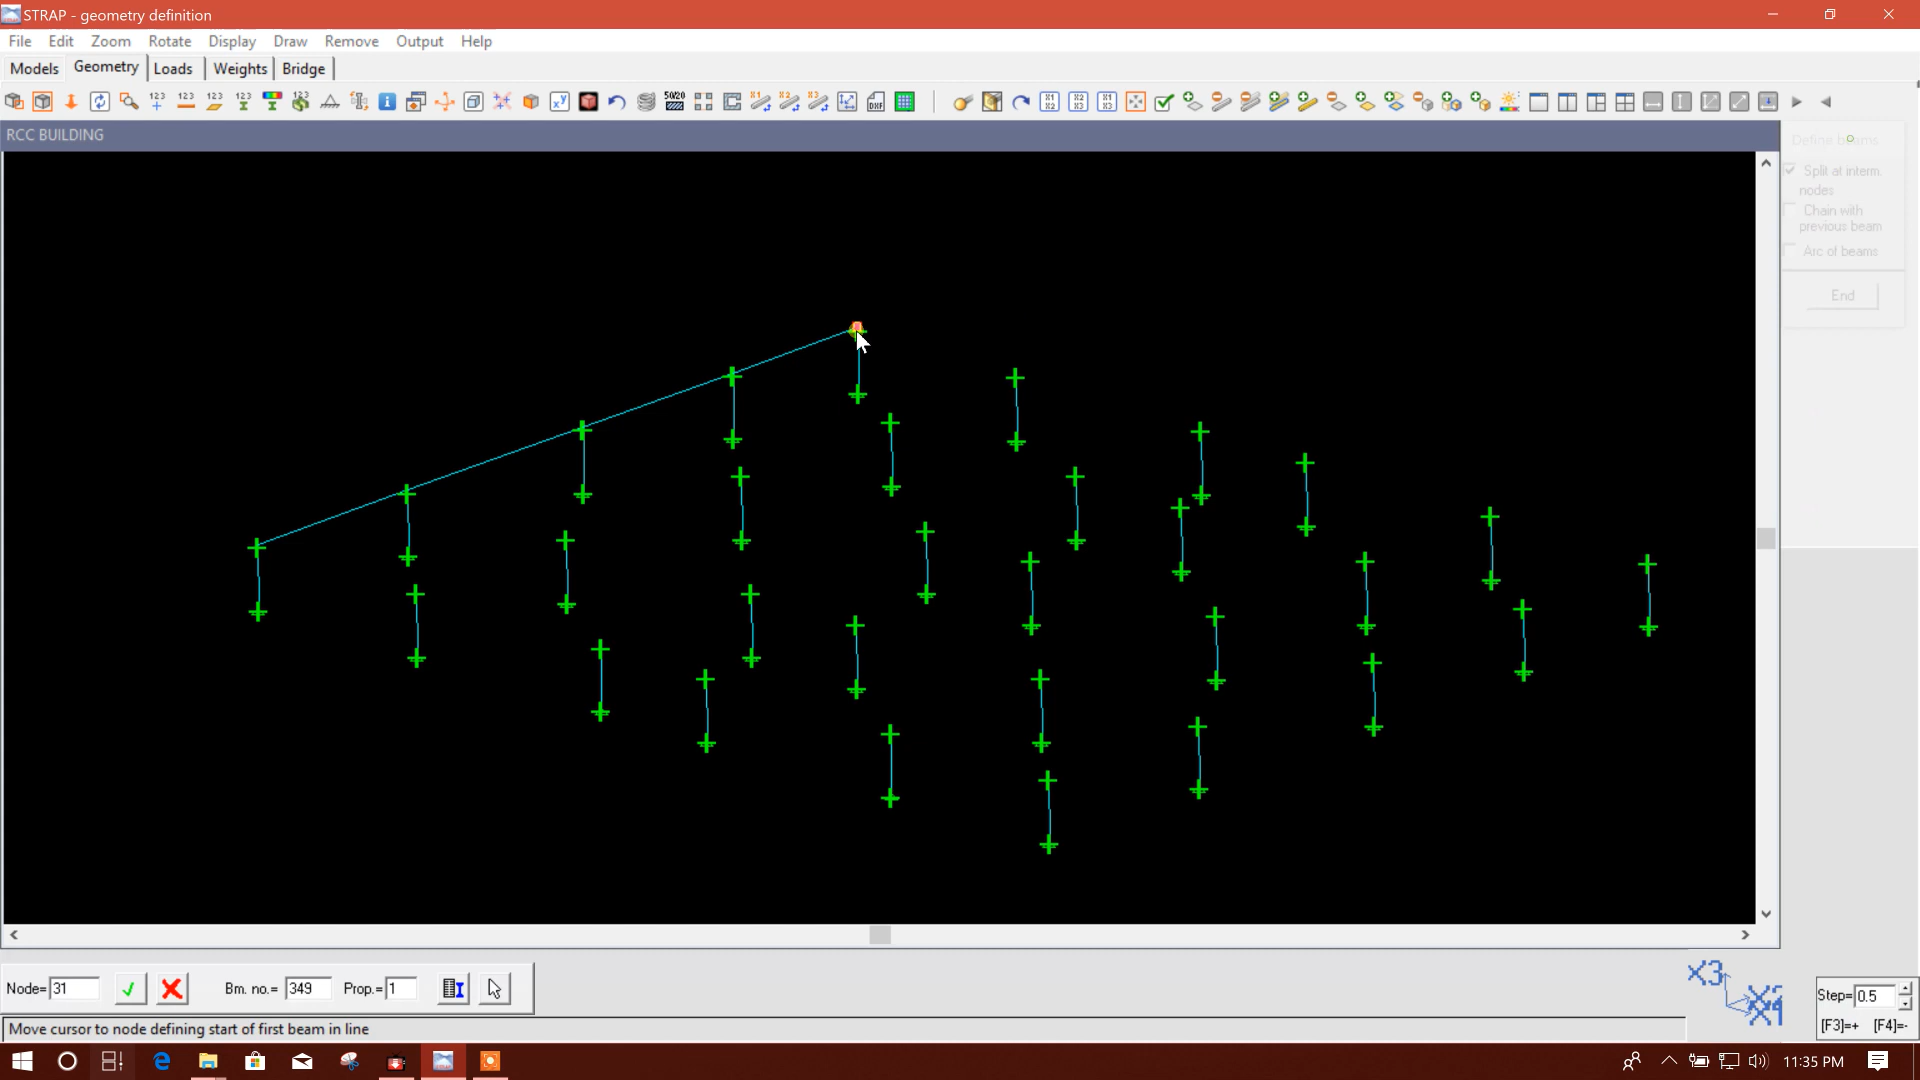 STRAP - geometry definition
File Edit Zoom Rotate Display Draw Remove Output Help
Models Geometry Loads Weights Bridge
RCC BUILDING
Define beams
Split at interm.
nodes
Chain with
previous beam
Arc of beams
End
Node= 31 Bm. no.= 349 Prop.= 1
Step= 0.5
[F3]=+ [F4]=-
Move cursor to node defining start of first beam in line
X3
11:35 PM